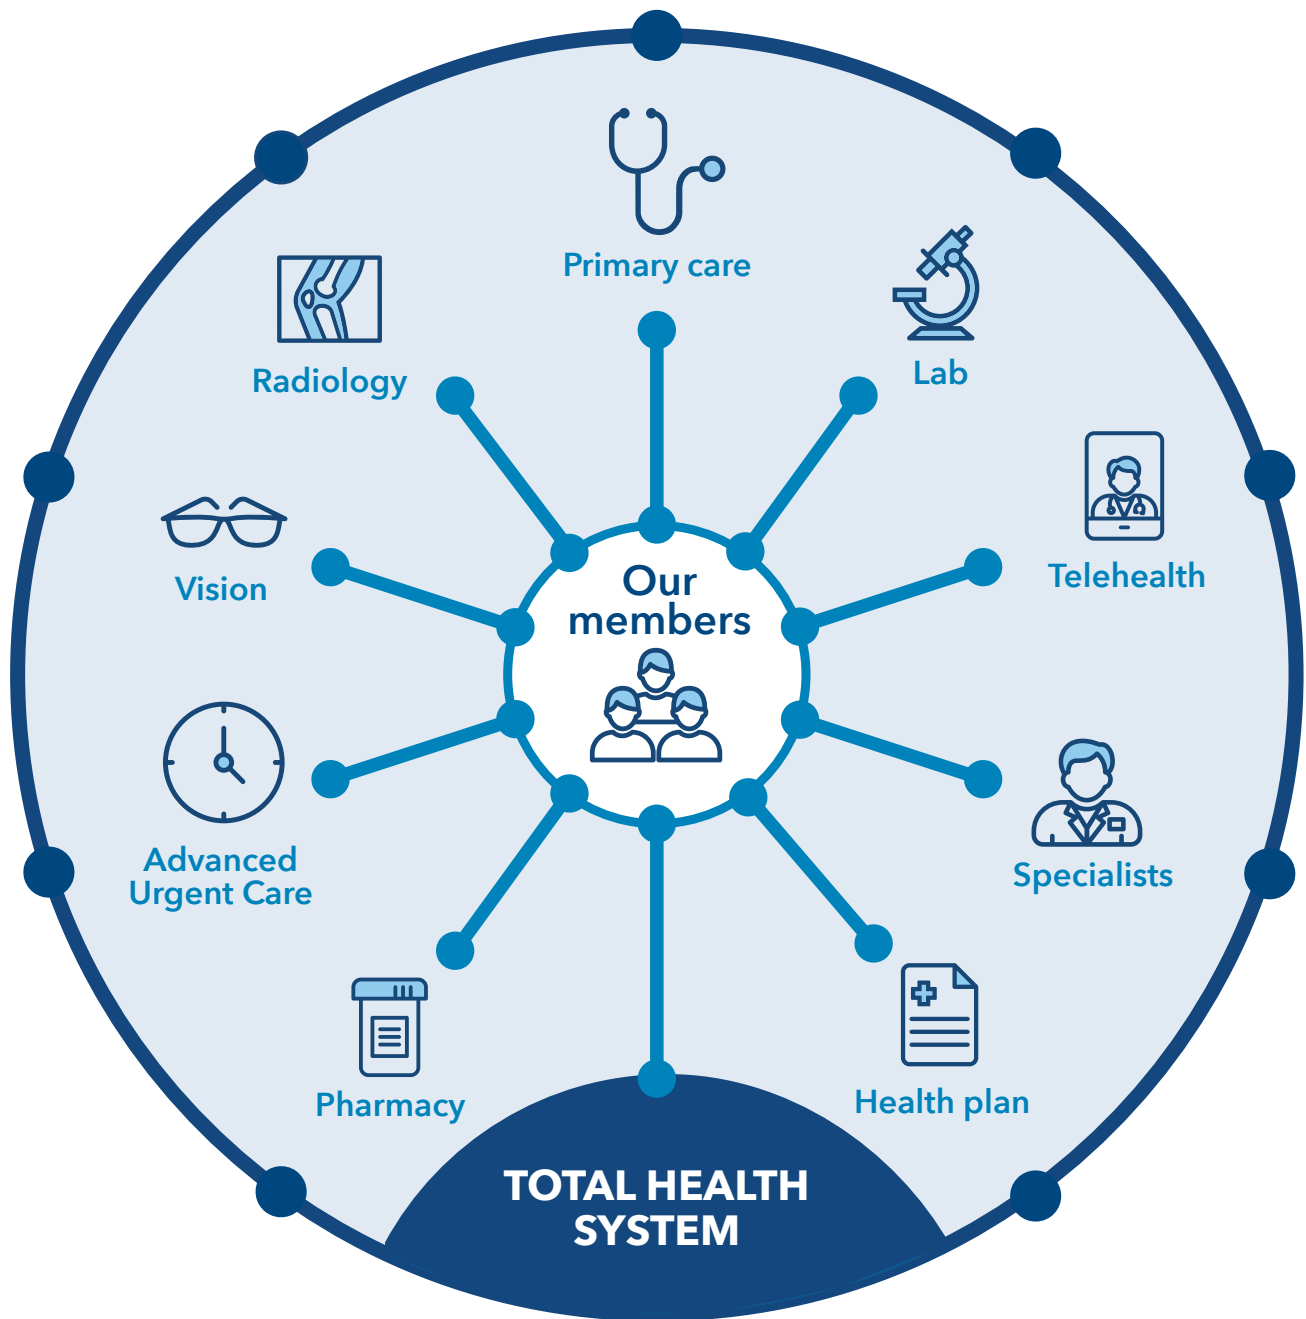 Primary care
Lab
Radiology
Telehealth
Vision
Our
members
Advanced
Urgent Care
Specialists
Pharmacy
Health plan
TOTAL HEALTH
SYSTEM